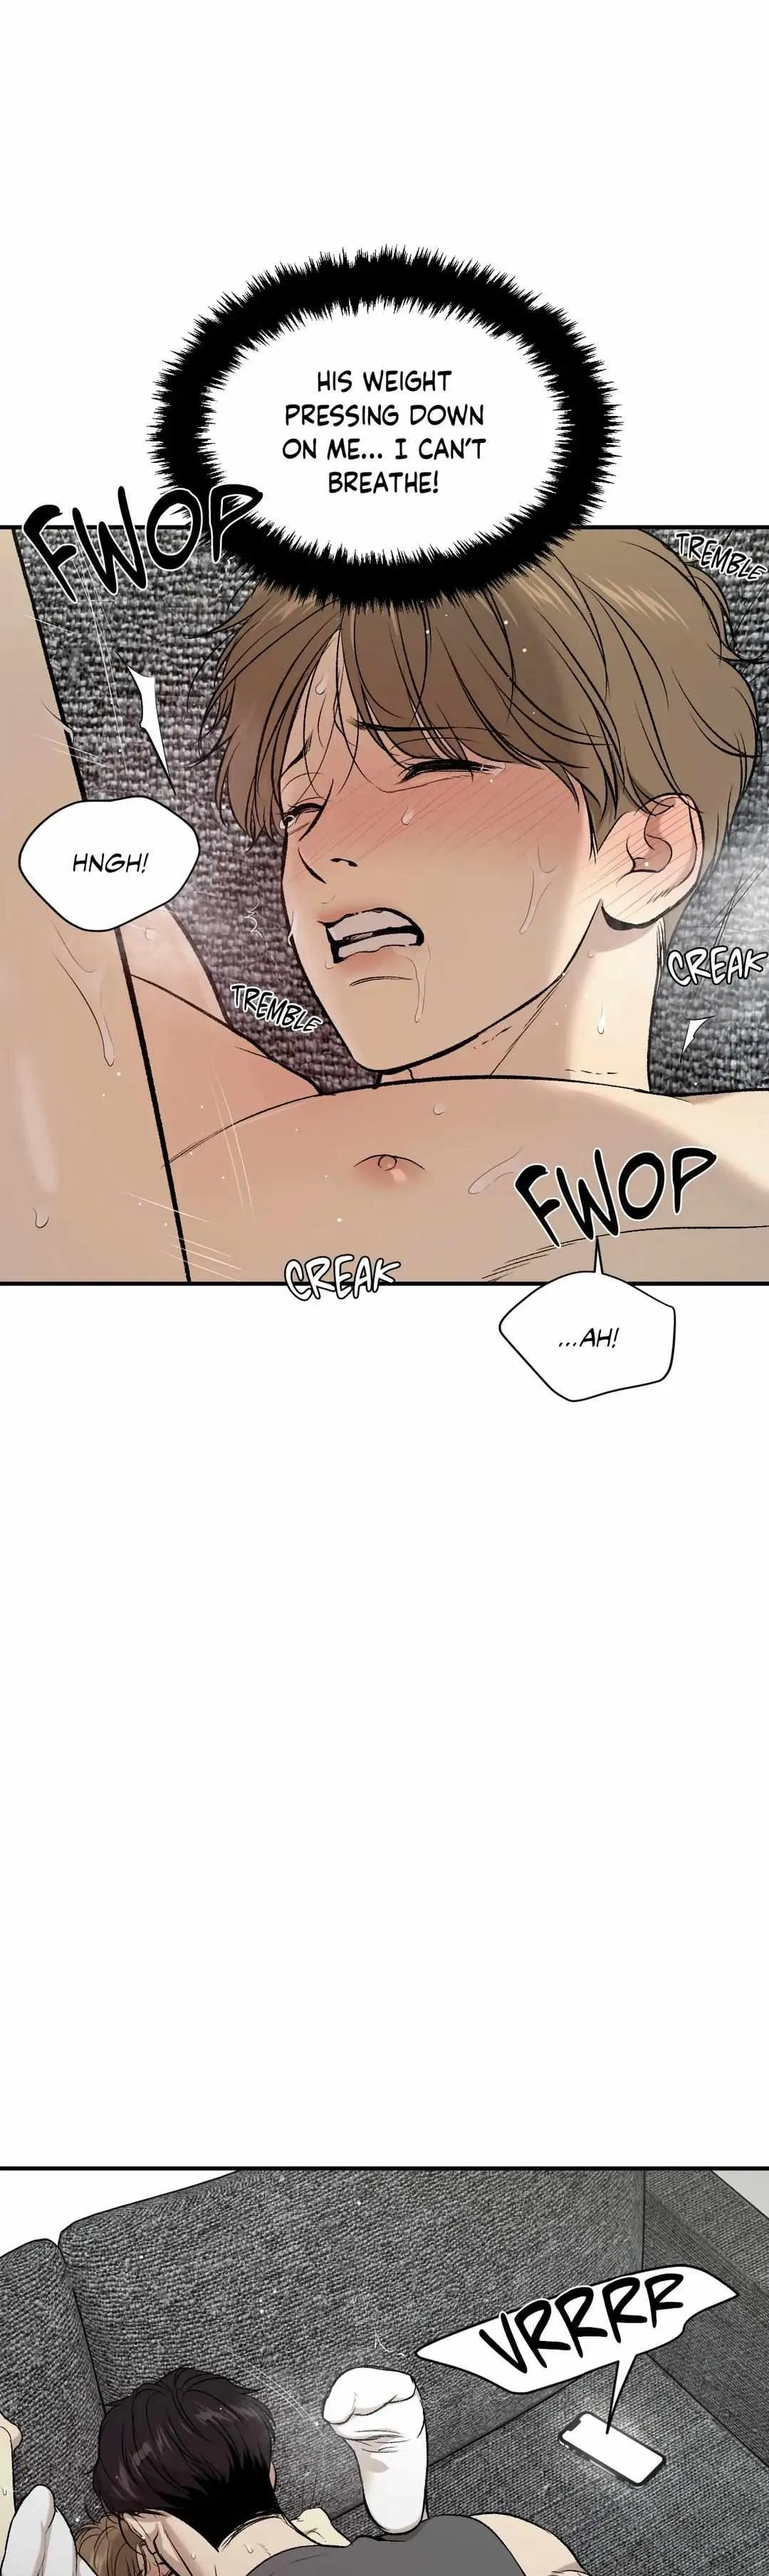 HIS WEIGHT
PRESSING DOWN
ON ME... I CAN'T
BREATHE!
FWOP
TREMBLE
HNGH!
CREAK
TREMBLE
FWOP
CREAK
...AH!
VRRRR